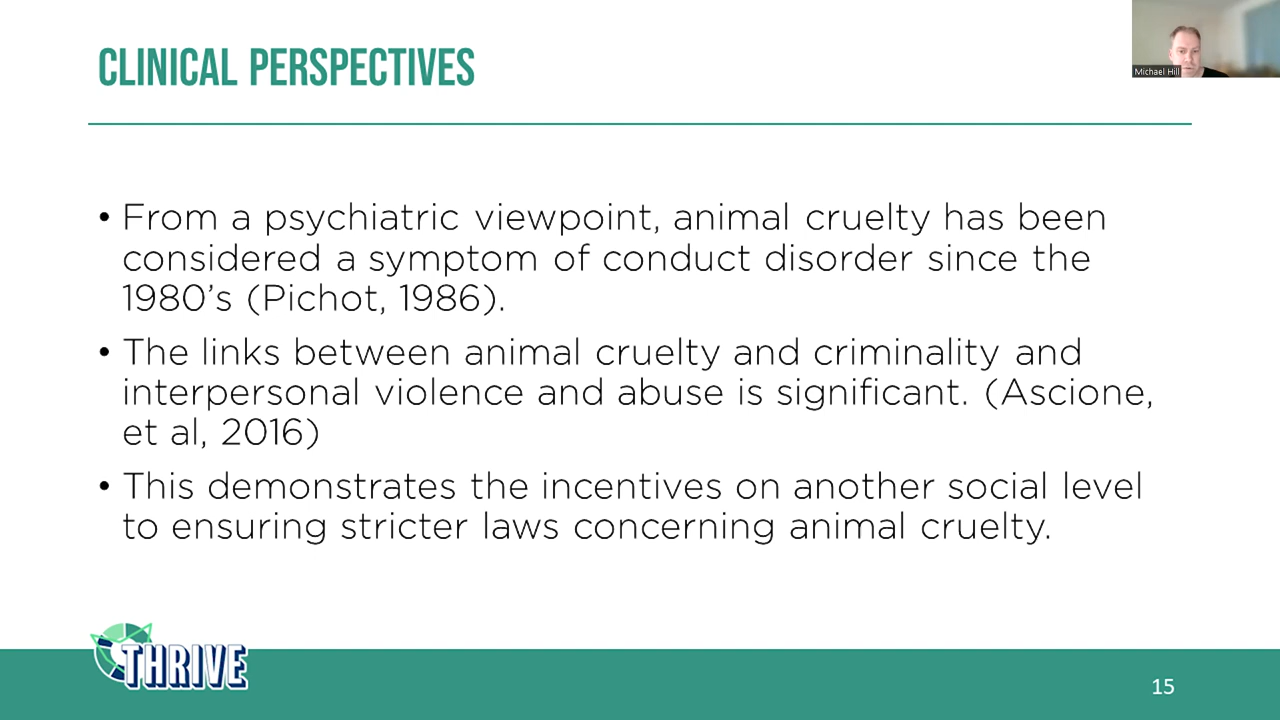 CLINICAL PERSPECTIVES
Michael Hill
• From a psychiatric viewpoint, animal cruelty has been
considered a symptom of conduct disorder since the
1980’s (Pichot, 1986).
• The links between animal cruelty and criminality and
interpersonal violence and abuse is significant. (Ascione,
et al, 2016)
• This demonstrates the incentives on another social level
to ensuring stricter laws concerning animal cruelty.
THRIVE
15